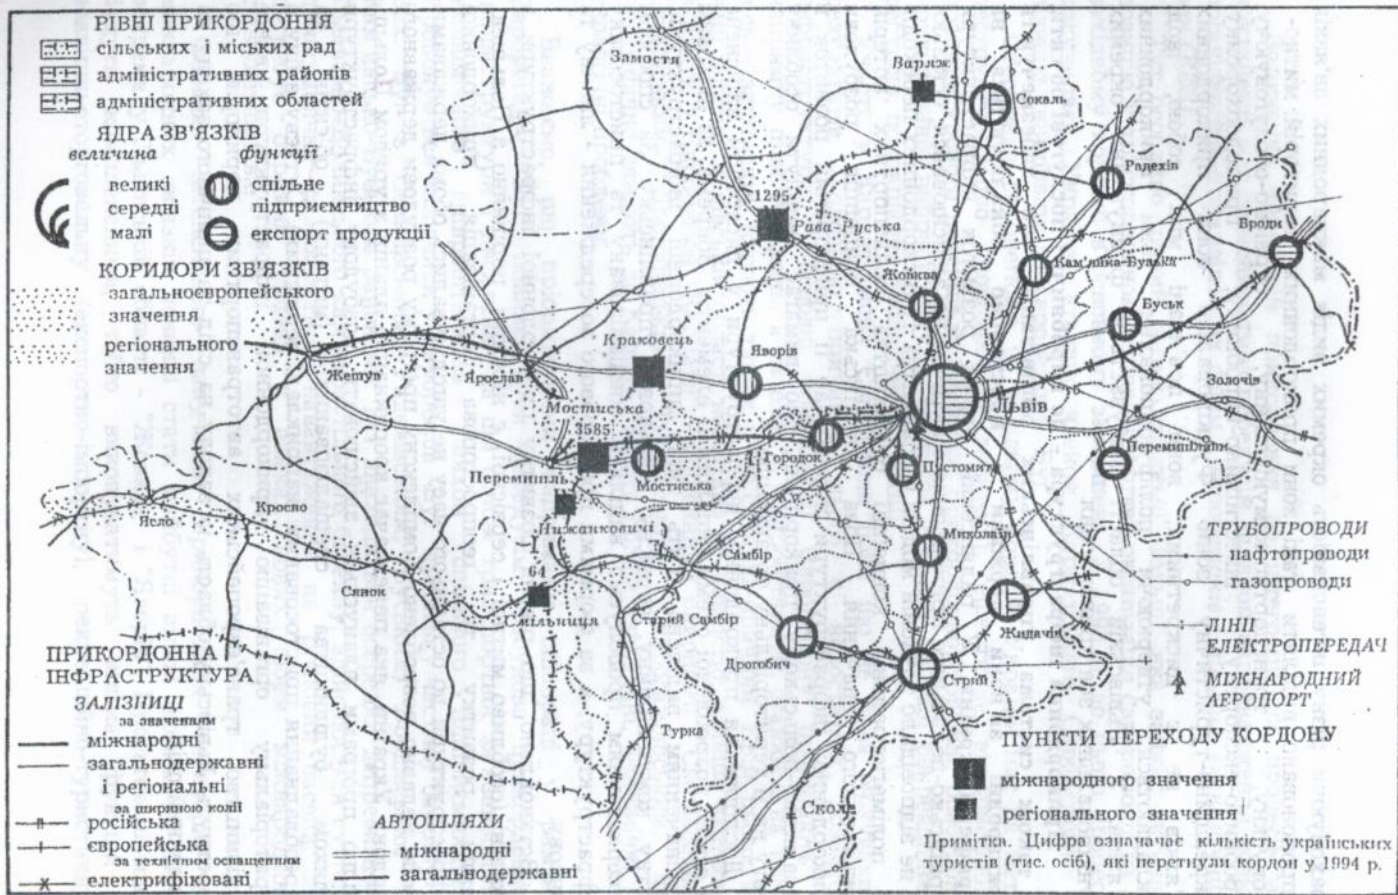 РІВНІ ПРИКОРДОННЯ
сільських і міських рад
адміністративних районів
адміністративних областей
ЯДРА ЗВ'ЯЗКІВ
величина
функції
великі
середні
малі
спільне
підприємництво
експорт продукції
КОРИДОРИ ЗВ'ЯЗКІВ
загальноєвропейського
значення
регіонального
значення
Замостя
Варяж
Сокаль
Радехів
Броди
1295
Рава-Руська
Жовква
Кам'янка-Бузька
Буськ
Золочів
Краковець
Яворів
Жешув
Ярослав
Мостиська
3585
Львів
Городок
Пустомити
Перемишляни
Перемишль
Мостиська
Нижанковичі
Ясло
Кросно
Сянок
64
Смільниця
Самбір
Старий Самбір
Миколаїв
Жидачів
Дрогобич
Стрий
Турка
Сколе
ТРУБОПРОВОДИ
нафтопроводи
газопроводи
ЛІНІЇ
ЕЛЕКТРОПЕРЕДАЧ
МІЖНАРОДНИЙ
АЕРОПОРТ
ПУНКТИ ПЕРЕХОДУ КОРДОНУ
міжнародного значення
регіонального значення
Примітка. Цифра означачає кількість українських
туристів (тис. осіб), які перетнули кордон у 1994 р.
ПРИКОРДОННА
ІНФРАСТРУКТУРА
ЗАЛІЗНИЦІ
за значенням
міжнародні
загальнодержавні
і регіональні
за шириною колії
російська
європейська
за технічним оснащенням
електрифіковані
АВТОШЛЯХИ
міжнародні
загальнодержавні